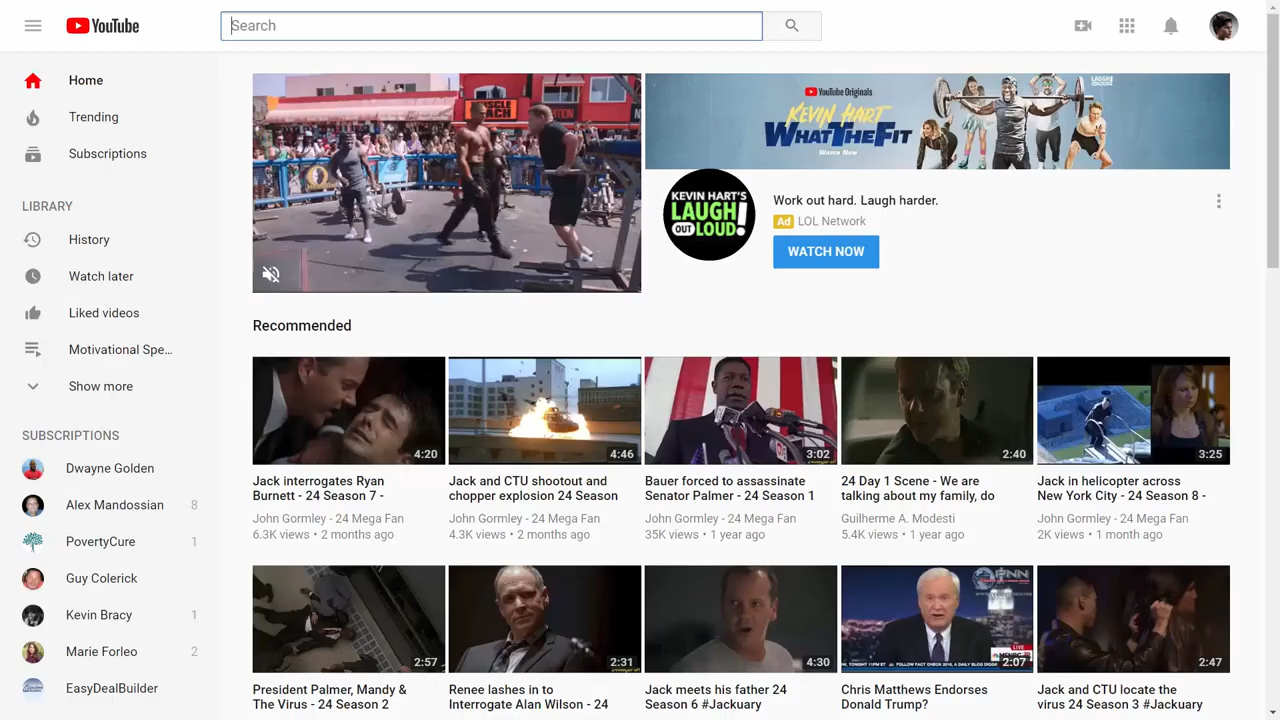 YouTube
Search
Home
Trending
Subscriptions
LIBRARY
History
Watch later
Liked videos
Motivational Spe...
Show more
SUBSCRIPTIONS
Dwayne Golden
Alex Mandossian 8
PovertyCure 1
Guy Colerick
Kevin Bracy 1
Marie Forleo 2
EasyDealBuilder
MUSCLE
BEACH
YouTube Originals
KEVIN HART
WHAT THE FIT
Watch Now
LAUGH
OUT LOUD!
KEVIN HART'S
LAUGH
OUT LOUD!
Work out hard. Laugh harder.
Ad LOL Network
WATCH NOW
Recommended
4:20
Jack interrogates Ryan
Burnett - 24 Season 7 -
John Gormley - 24 Mega Fan
6.3K views • 2 months ago
4:46
Jack and CTU shootout and
chopper explosion 24 Season
John Gormley - 24 Mega Fan
4.3K views • 2 months ago
3:02
Bauer forced to assassinate
Senator Palmer - 24 Season 1
John Gormley - 24 Mega Fan
35K views • 1 year ago
2:40
24 Day 1 Scene - We are
talking about my family, do
Guilherme A. Modesti
5.4K views • 1 year ago
3:25
Jack in helicopter across
New York City - 24 Season 8 -
John Gormley - 24 Mega Fan
2K views • 1 month ago
2:57
President Palmer, Mandy &
The Virus - 24 Season 2
2:31
Renee lashes in to
Interrogate Alan Wilson - 24
4:30
Jack meets his father 24
Season 6 #Jackuary
PNN
LIVE
2:07
Chris Matthews Endorses
Donald Trump?
2:47
Jack and CTU locate the
virus 24 Season 3 #Jackuary